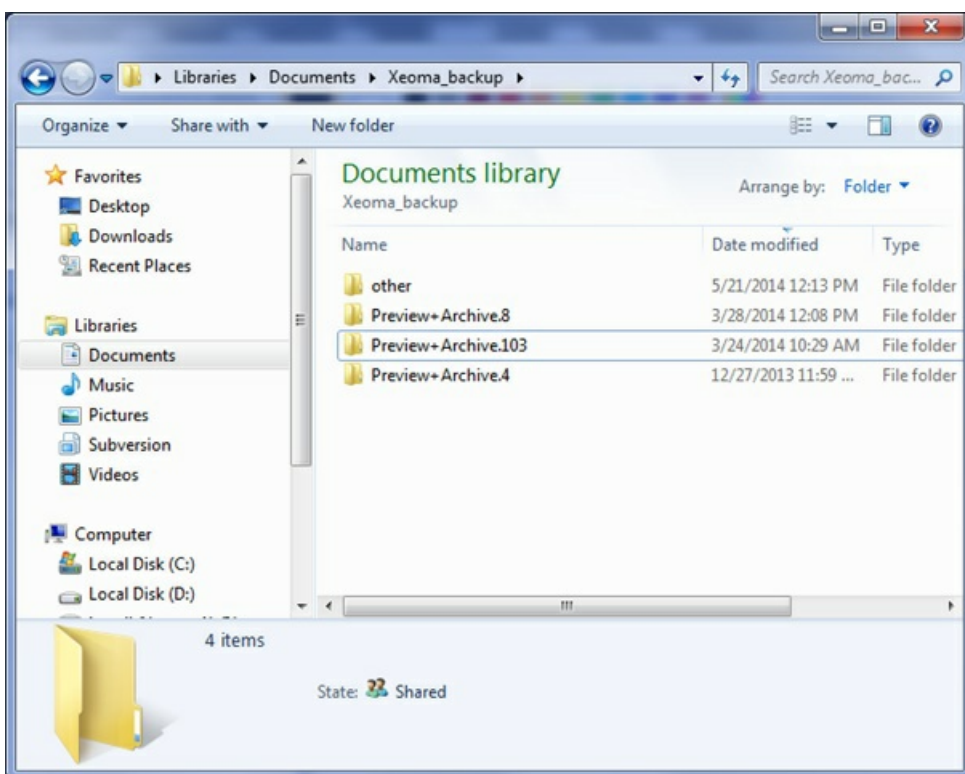 Libraries Documents Xeoma_backup
Search Xeoma_bac...
Organize Share with New folder
Favorites
Desktop
Downloads
Recent Places
Libraries
Documents
Music
Pictures
Subversion
Videos
Computer
Local Disk (C:)
Local Disk (D:)
Documents library
Xeoma_backup
Arrange by: Folder
Name Date modified Type
other 5/21/2014 12:13 PM File folder
Preview+Archive.8 3/28/2014 12:08 PM File folder
Preview+Archive.103 3/24/2014 10:29 AM File folder
Preview+Archive.4 12/27/2013 11:59 ... File folder
4 items
State: Shared